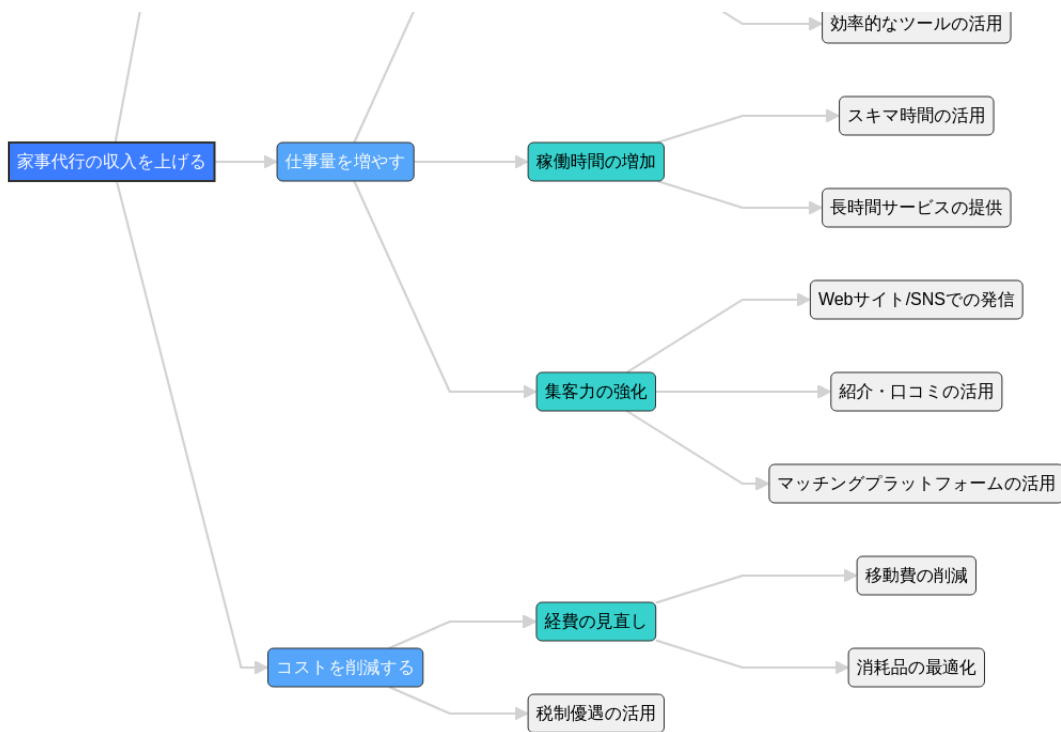 効率的なツールの活用
スキマ時間の活用
家事代行の収入を上げる
仕事量を増やす
稼働時間の増加
長時間サービスの提供
Webサイト/SNSでの発信
集客力の強化
紹介・口コミの活用
マッチングプラットフォームの活用
移動費の削減
経費の見直し
コストを削減する
消耗品の最適化
税制優遇の活用